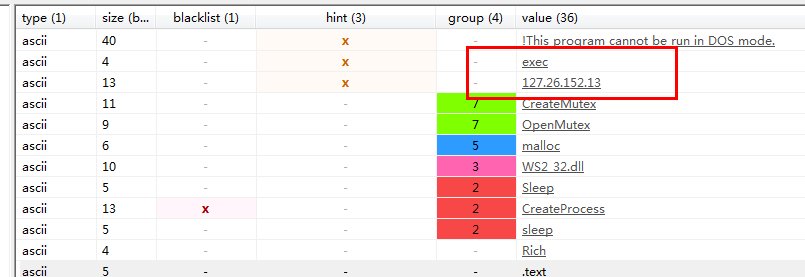 type (1) size (b... blacklist (1) hint (3) group (4) value (36)
ascii 40 - x - !This program cannot be run in DOS mode.
ascii 4 - x - exec
ascii 13 - x - 127.26.152.13
ascii 11 - - 7 CreateMutex
ascii 9 - - 7 OpenMutex
ascii 6 - - 5 malloc
ascii 10 - - 3 WS2_32.dll
ascii 5 - - 2 Sleep
ascii 13 x - 2 CreateProcess
ascii 5 - - 2 sleep
ascii 4 - - - Rich
ascii 5 - - - .text